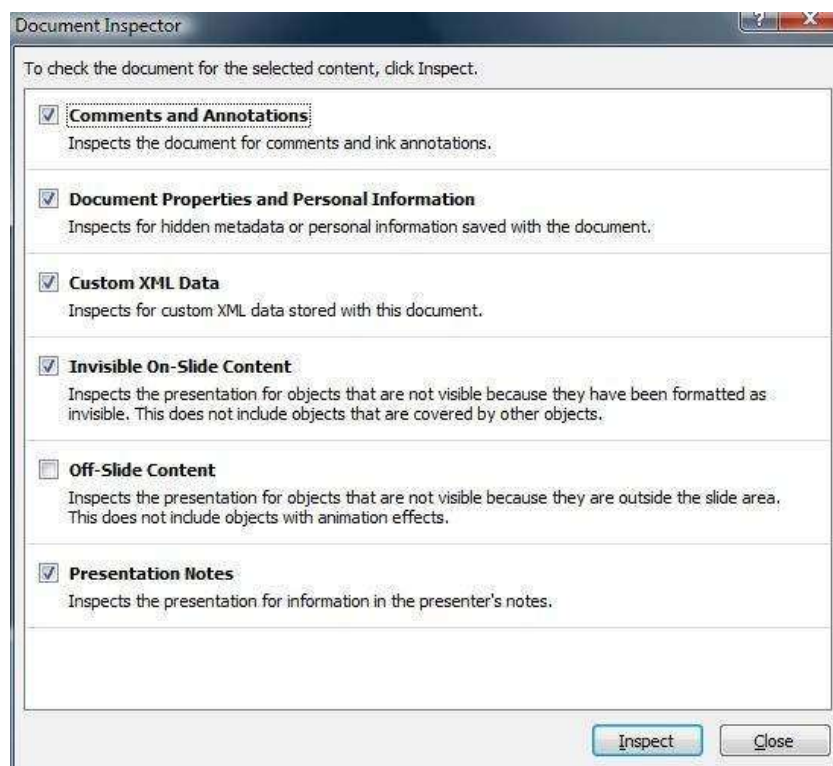 Document Inspector
?
To check the document for the selected content, click Inspect.
Comments and Annotations
Inspects the document for comments and ink annotations.
Document Properties and Personal Information
Inspects for hidden metadata or personal information saved with the document.
Custom XML Data
Inspects for custom XML data stored with this document.
Invisible On-Slide Content
Inspects the presentation for objects that are not visible because they have been formatted as
invisible. This does not include objects that are covered by other objects.
Off-Slide Content
Inspects the presentation for objects that are not visible because they are outside the slide area.
This does not include objects with animation effects.
Presentation Notes
Inspects the presentation for information in the presenter's notes.
Inspect Close